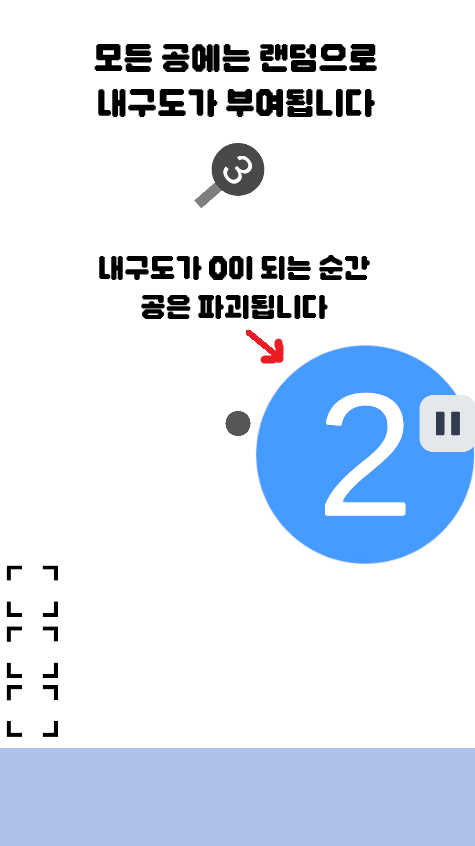 모든 공에는 랜덤으로
내구도가 부여됩니다
3
내구도가 0이 되는 순간
공은 파괴됩니다
2